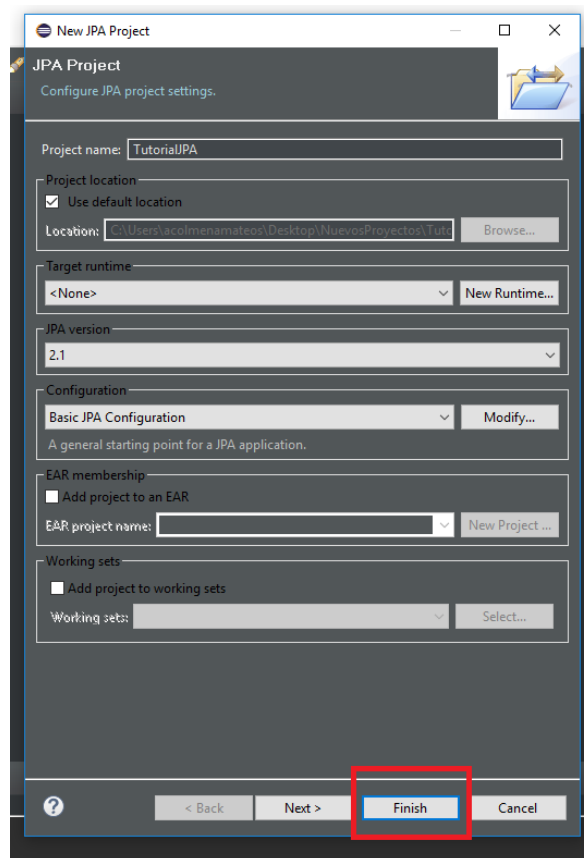 New JPA Project
JPA Project
Configure JPA project settings.
Project name: TutorialJPA
Project location
Use default location
Location: C:\Users\acolmenamateos\Desktop\NuevosProyectos\Tuto Browse...
Target runtime
<None> New Runtime...
JPA version
2.1
Configuration
Basic JPA Configuration Modify...
A general starting point for a JPA application.
EAR membership
Add project to an EAR
EAR project name: New Project ...
Working sets
Add project to working sets
Working sets: Select...
? < Back Next > Finish Cancel